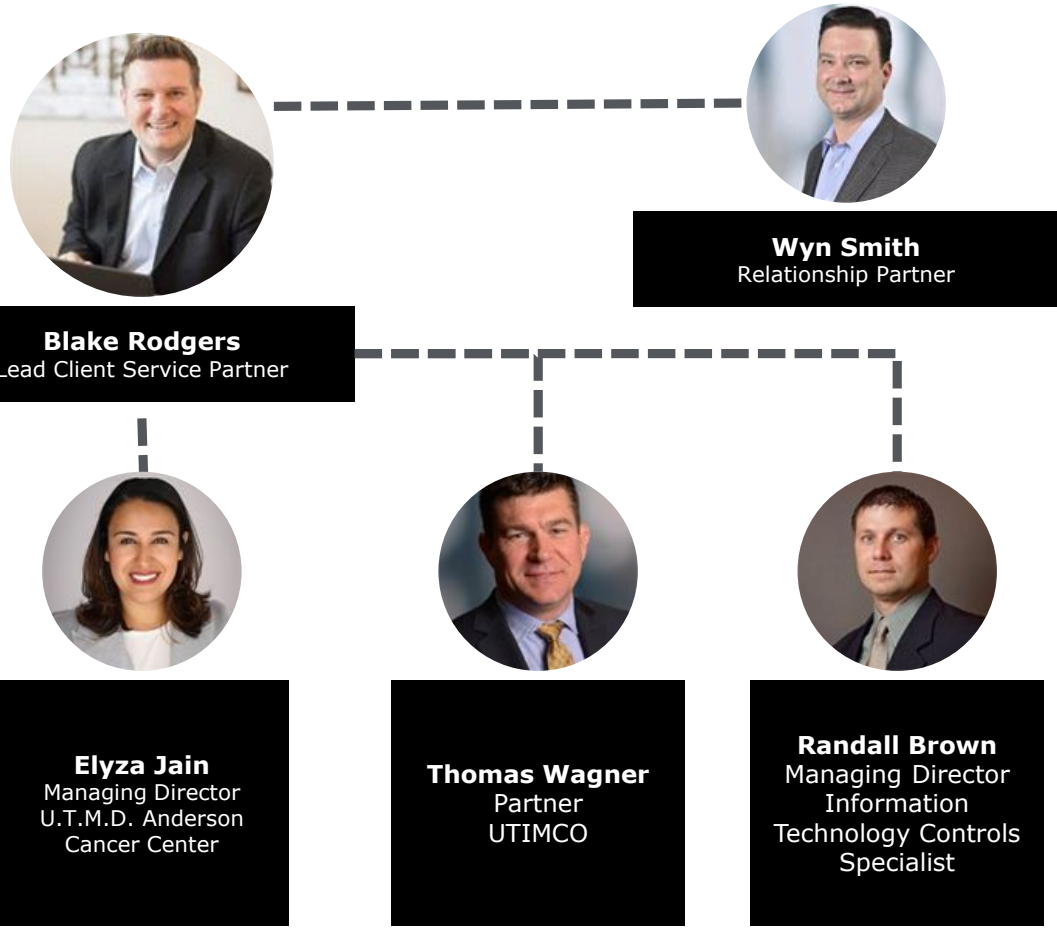 Wyn Smith
Relationship Partner
Blake Rodgers
Lead Client Service Partner
Elyza Jain
Managing Director
U.T.M.D. Anderson
Cancer Center
Thomas Wagner
Partner
UTIMCO
Randall Brown
Managing Director
Information
Technology Controls
Specialist